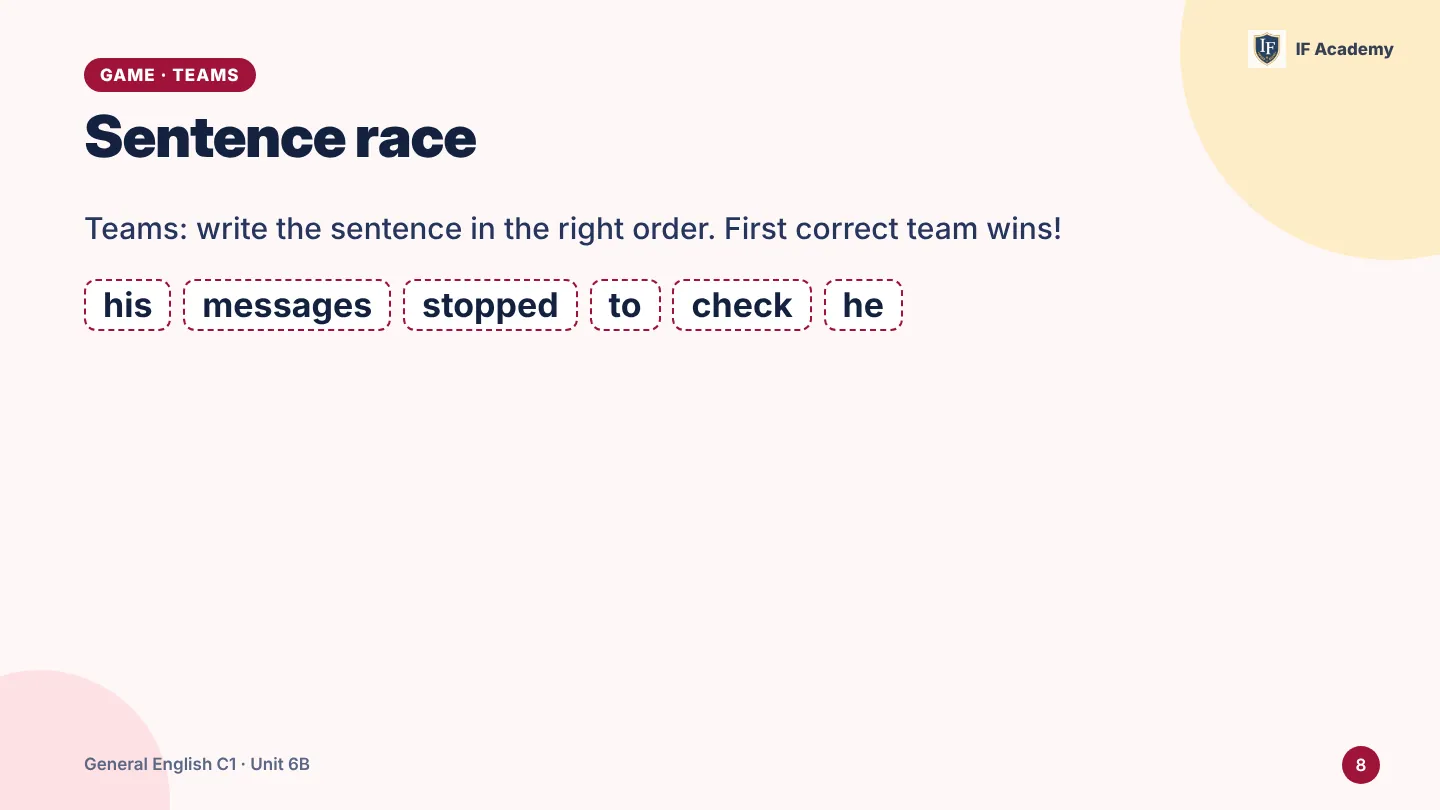 IF Academy
GAME · TEAMS
Sentence race
Teams: write the sentence in the right order. First correct team wins!
his messages stopped to check he
General English C1 · Unit 6B
8